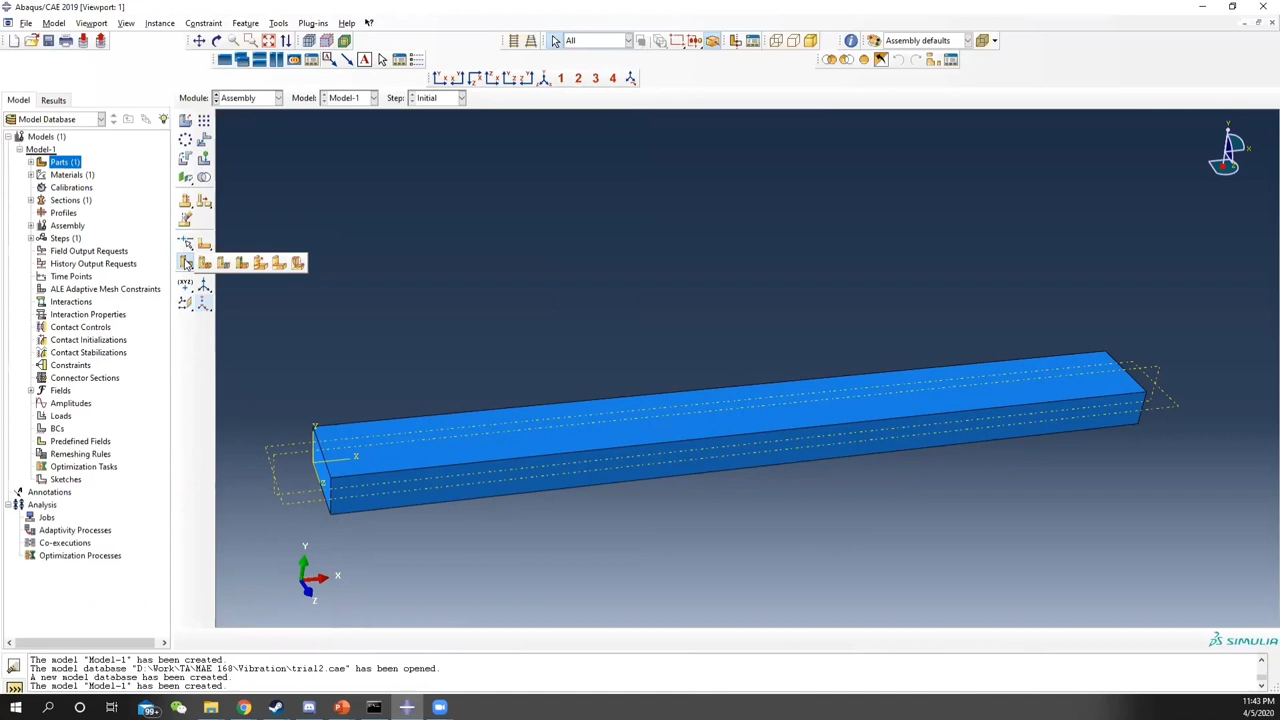 Abaqus/CAE 2019 [Viewport: 1]
File Model Viewport View Instance Constraint Feature Tools Plug-ins Help
All
Assembly defaults
1 2 3 4
Model Results
Module: Assembly Model: Model-1 Step: Initial
Model Database
Models (1)
Model-1
Parts (1)
Materials (1)
Calibrations
Sections (1)
Profiles
Assembly
Steps (1)
Field Output Requests
History Output Requests
Time Points
ALE Adaptive Mesh Constraints
Interactions
Interaction Properties
Contact Controls
Contact Initializations
Contact Stabilizations
Constraints
Connector Sections
Fields
Amplitudes
Loads
BCs
Predefined Fields
Remeshing Rules
Optimization Tasks
Sketches
Annotations
Analysis
Jobs
Adaptivity Processes
Co-executions
Optimization Processes
(XYZ)
Y
X
Y
X
Z
Y
X
Z
SIMULIA
The model "Model-1" has been created.
The model database "D:\Work\TA\MAE 168\Vibration\trial2.cae" has been opened.
A new model database has been created.
The model "Model-1" has been created.
99+
11:43 PM
4/5/2020